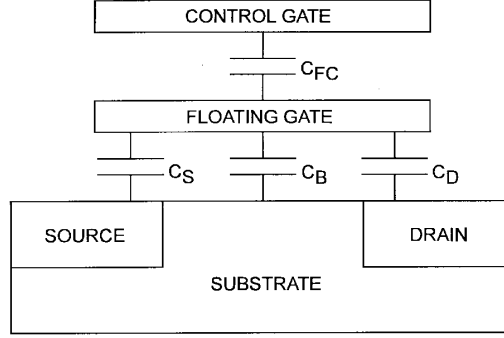 CONTROL GATE
CFC
FLOATING GATE
CS CB CD
SOURCE DRAIN
SUBSTRATE